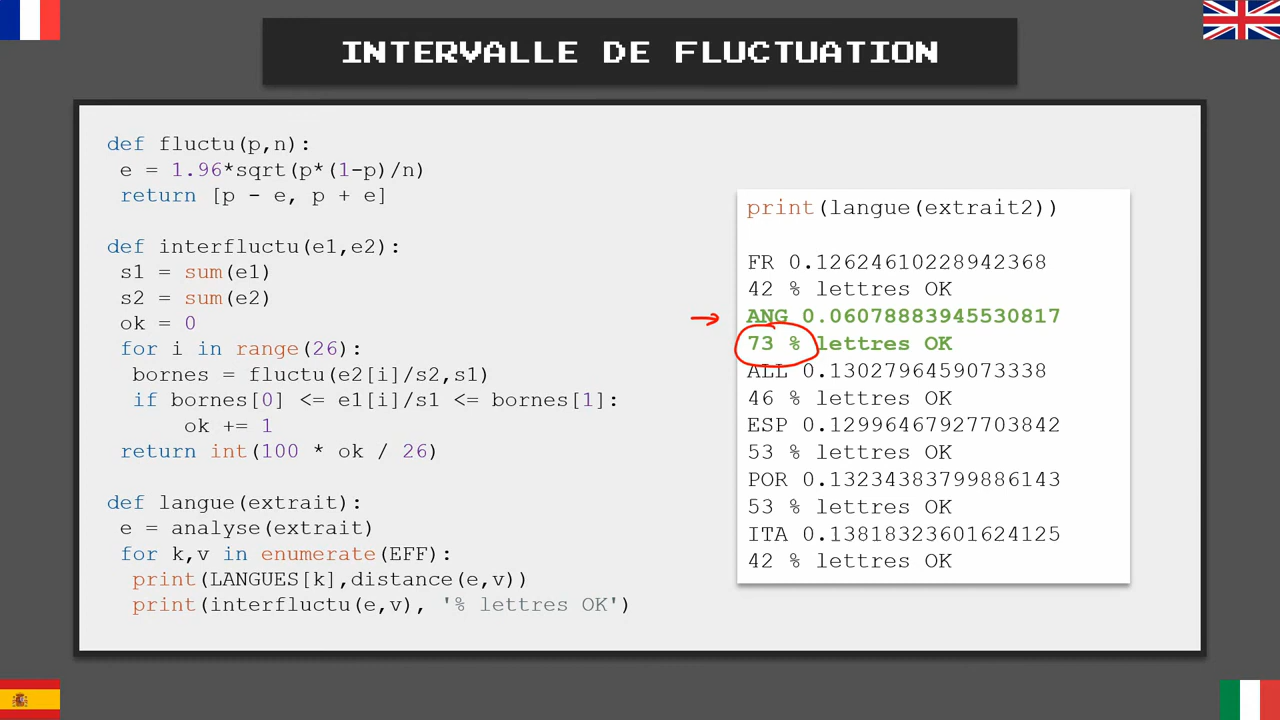 INTERVALLE DE FLUCTUATION
def fluctu(p,n):
e = 1.96*sqrt(p*(1-p)/n)
return [p - e, p + e]
def interfluctu(e1,e2):
s1 = sum(e1)
s2 = sum(e2)
ok = 0
for i in range(26):
bornes = fluctu(e2[i]/s2,s1)
if bornes[0] <= e1[i]/s1 <= bornes[1]:
ok += 1
return int(100 * ok / 26)
def langue(extrait):
e = analyse(extrait)
for k,v in enumerate(EFF):
print(LANGUES[k],distance(e,v))
print(interfluctu(e,v), '% lettres OK')
print(langue(extrait2))
FR 0.12624610228942368
42 % lettres OK
ANG 0.06078883945530817
73 % lettres OK
ALL 0.1302796459073338
46 % lettres OK
ESP 0.12996467927703842
53 % lettres OK
POR 0.13234383799886143
53 % lettres OK
ITA 0.13818323601624125
42 % lettres OK